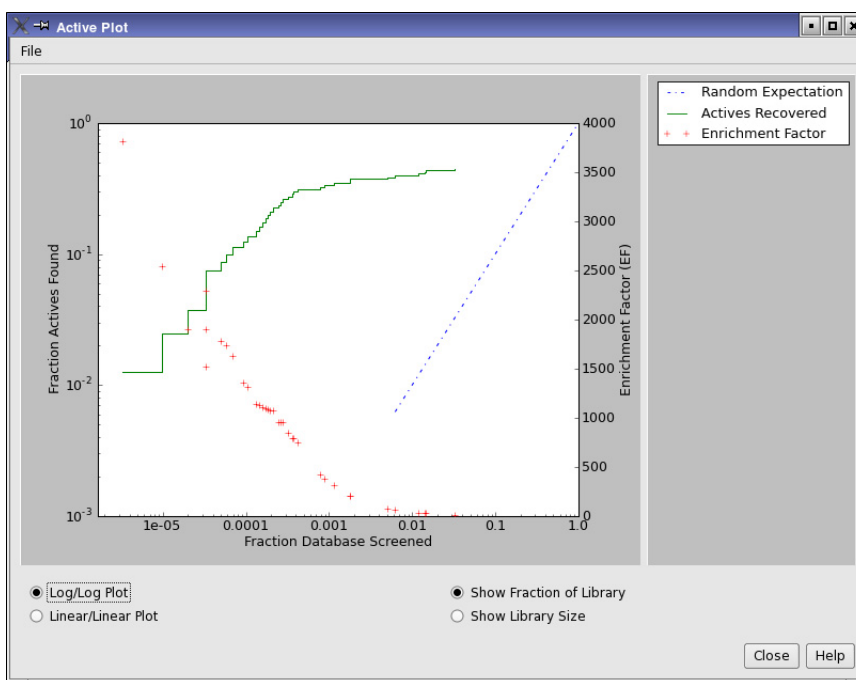 Active Plot
File
Random Expectation
Actives Recovered
Enrichment Factor
10^0
10^-1
10^-2
10^-3
Fraction Actives Found
4000
3500
3000
2500
2000
1500
1000
500
0
Enrichment Factor (EF)
1e-05 0.0001 0.001 0.01 0.1 1.0
Fraction Database Screened
Log/Log Plot
Show Fraction of Library
Linear/Linear Plot
Show Library Size
Close Help